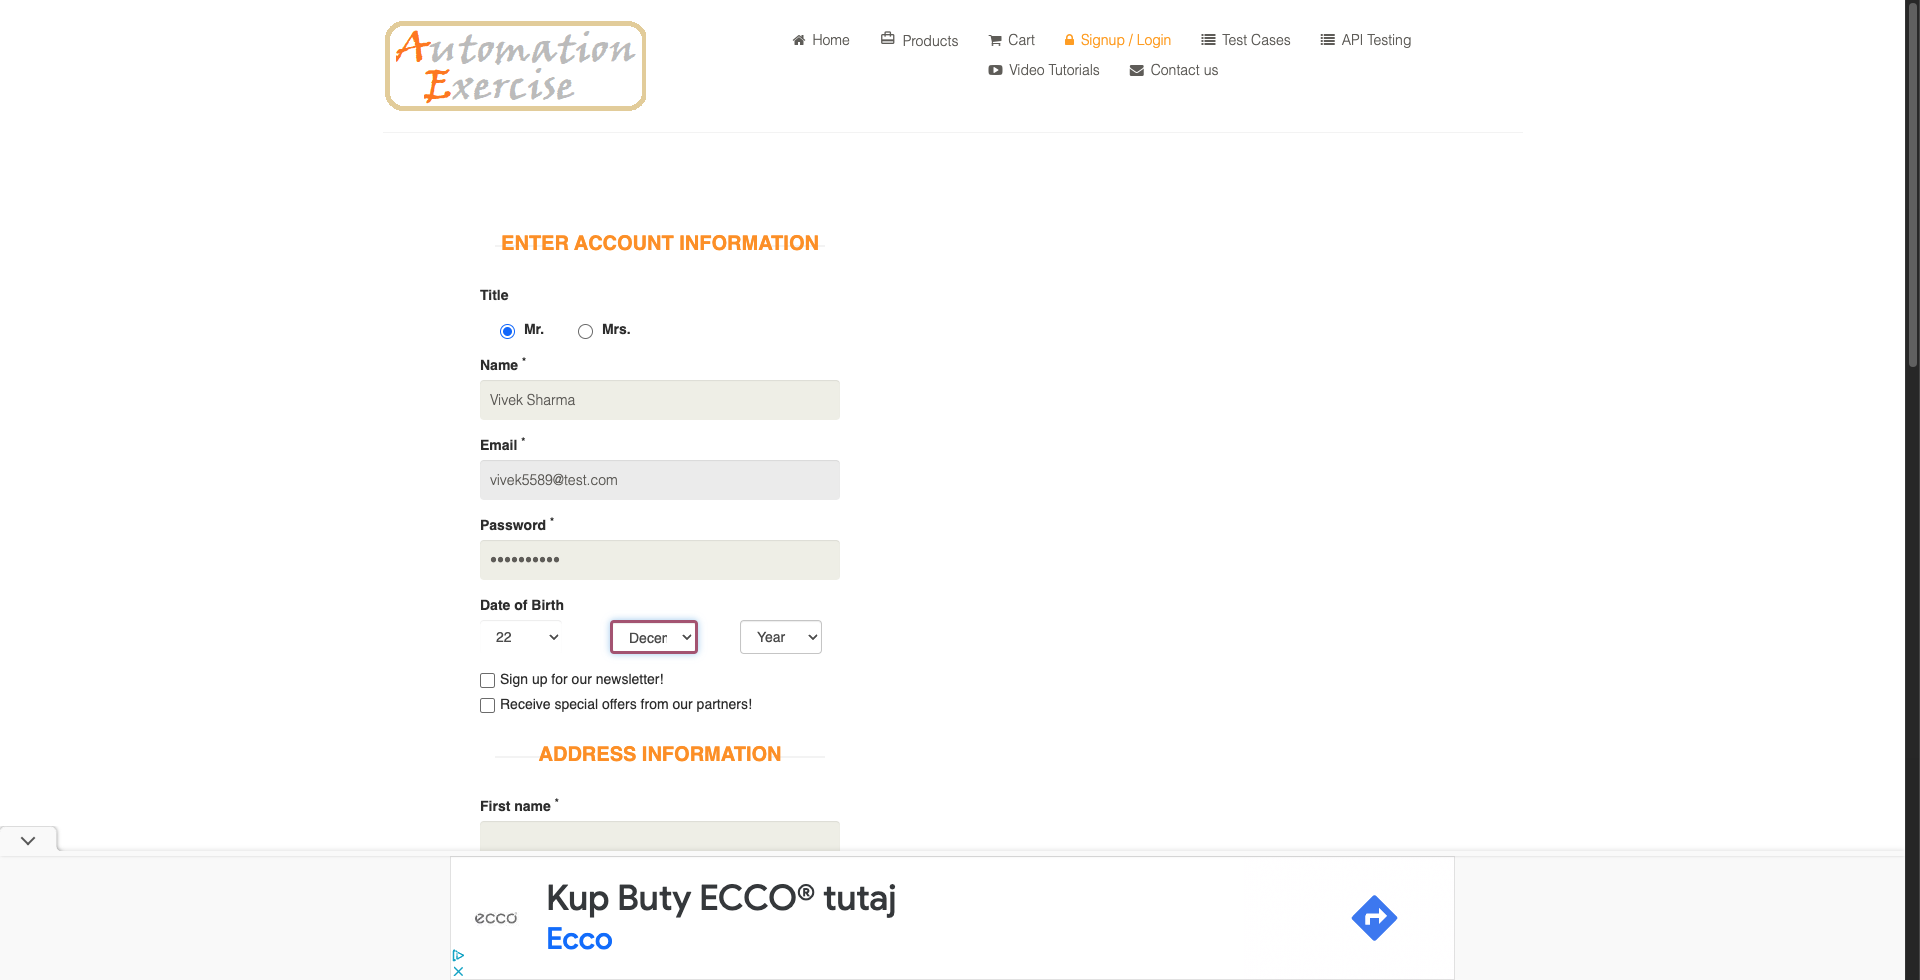 Automation
Exercise
Home
Products
Cart
Signup / Login
Test Cases
API Testing
Video Tutorials
Contact us
ENTER ACCOUNT INFORMATION
Title
Mr.
Mrs.
Name *
Vivek Sharma
Email *
vivek5589@test.com
Password *
••••••••••
Date of Birth
22
Decer
Year
Sign up for our newsletter!
Receive special offers from our partners!
ADDRESS INFORMATION
First name *
ecco
Kup Buty ECCO® tutaj
Ecco